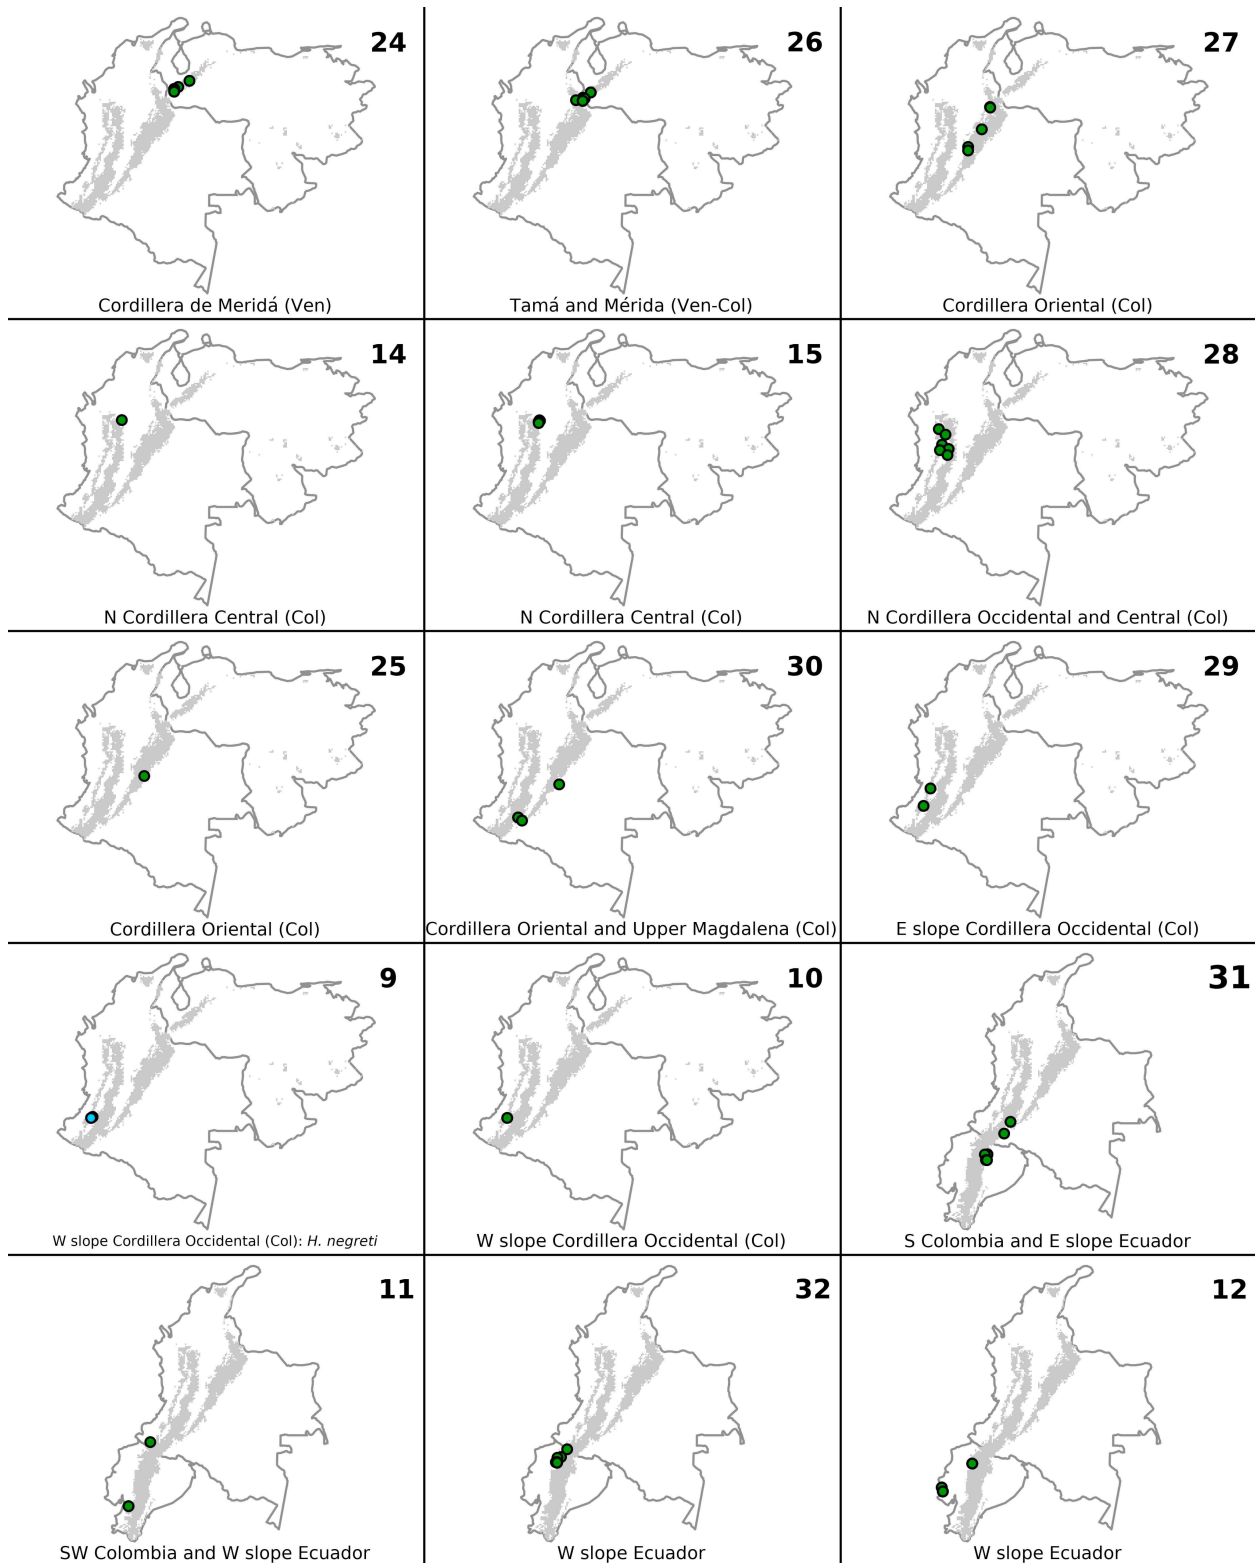 24
Cordillera de Meridá (Ven)
26
Tamá and Mérida (Ven-Col)
27
Cordillera Oriental (Col)
14
N Cordillera Central (Col)
15
N Cordillera Central (Col)
28
N Cordillera Occidental and Central (Col)
25
Cordillera Oriental (Col)
30
Cordillera Oriental and Upper Magdalena (Col)
29
E slope Cordillera Occidental (Col)
9
W slope Cordillera Occidental (Col): H. negreti
10
W slope Cordillera Occidental (Col)
31
S Colombia and E slope Ecuador
11
SW Colombia and W slope Ecuador
32
W slope Ecuador
12
W slope Ecuador